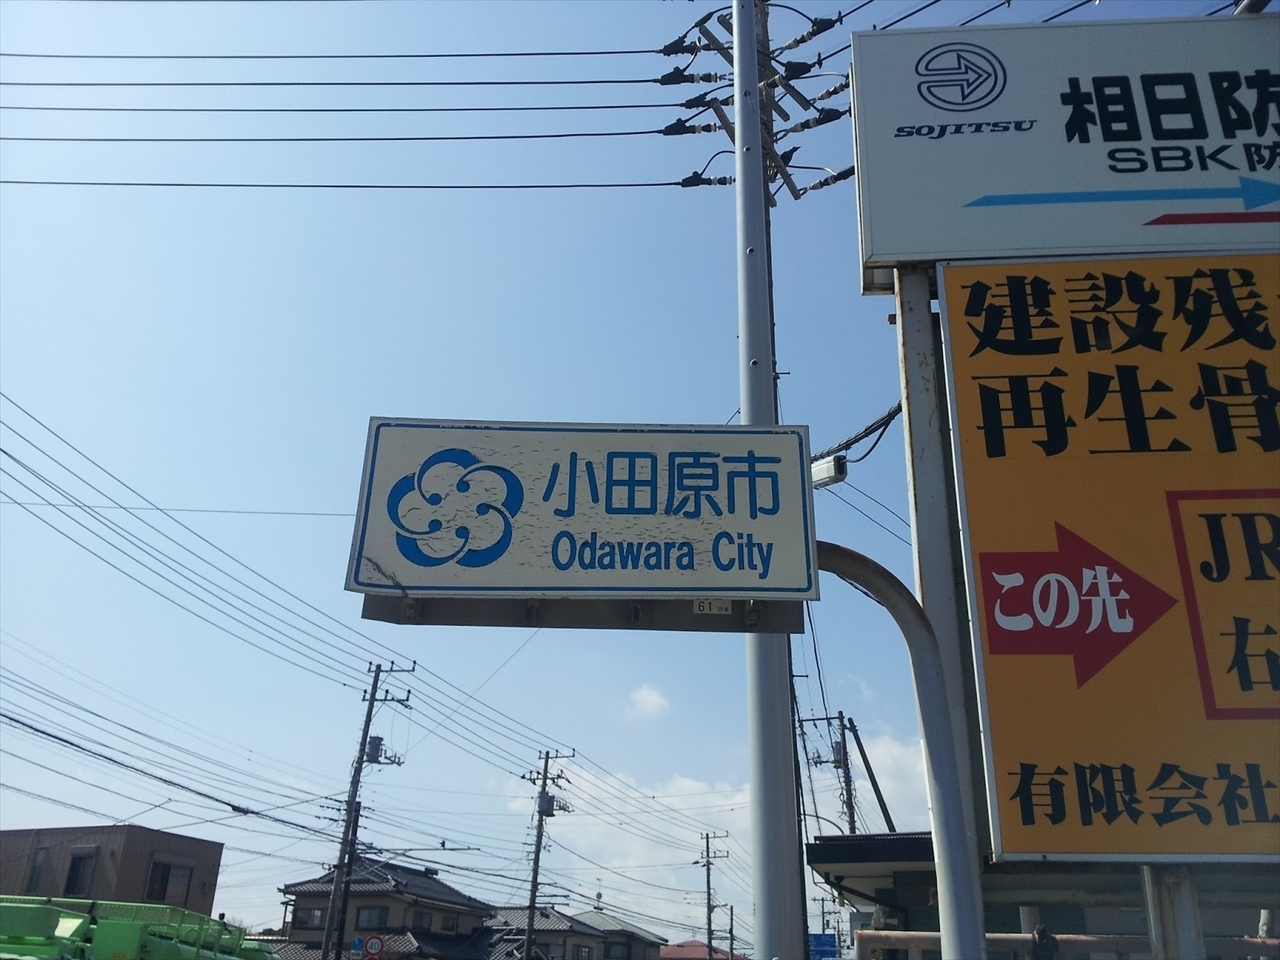 SOJITSU
相日防
SBK防
建設残
再生骨
この先
JR
右
有限会社
小田原市
Odawara City
61
40